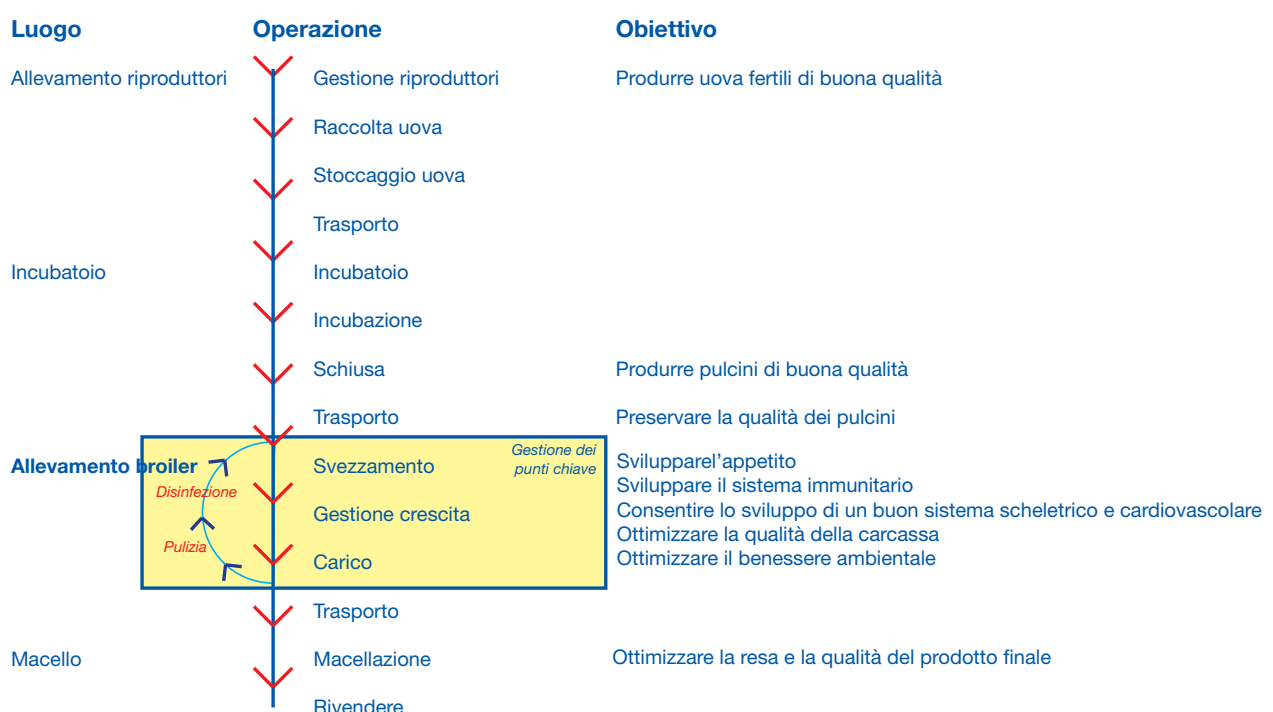 Luogo Operazione Obiettivo
Allevamento riproduttori Gestione riproduttori Produrre uova fertili di buona qualità
Raccolta uova
Stoccaggio uova
Trasporto
Incubatoio Incubatoio
Incubazione
Schiusa Produrre pulcini di buona qualità
Trasporto Preservare la qualità dei pulcini
Gestione dei
punti chiave
Allevamento broiler Svezzamento Svilupparel'appetito
Sviluppare il sistema immunitario
Disinfezione
Gestione crescita Consentire lo sviluppo di un buon sistema scheletrico e cardiovascolare
Ottimizzare la qualità della carcassa
Pulizia
Carico Ottimizzare il benessere ambientale
Trasporto
Macello Macellazione Ottimizzare la resa e la qualità del prodotto finale
Rivendere